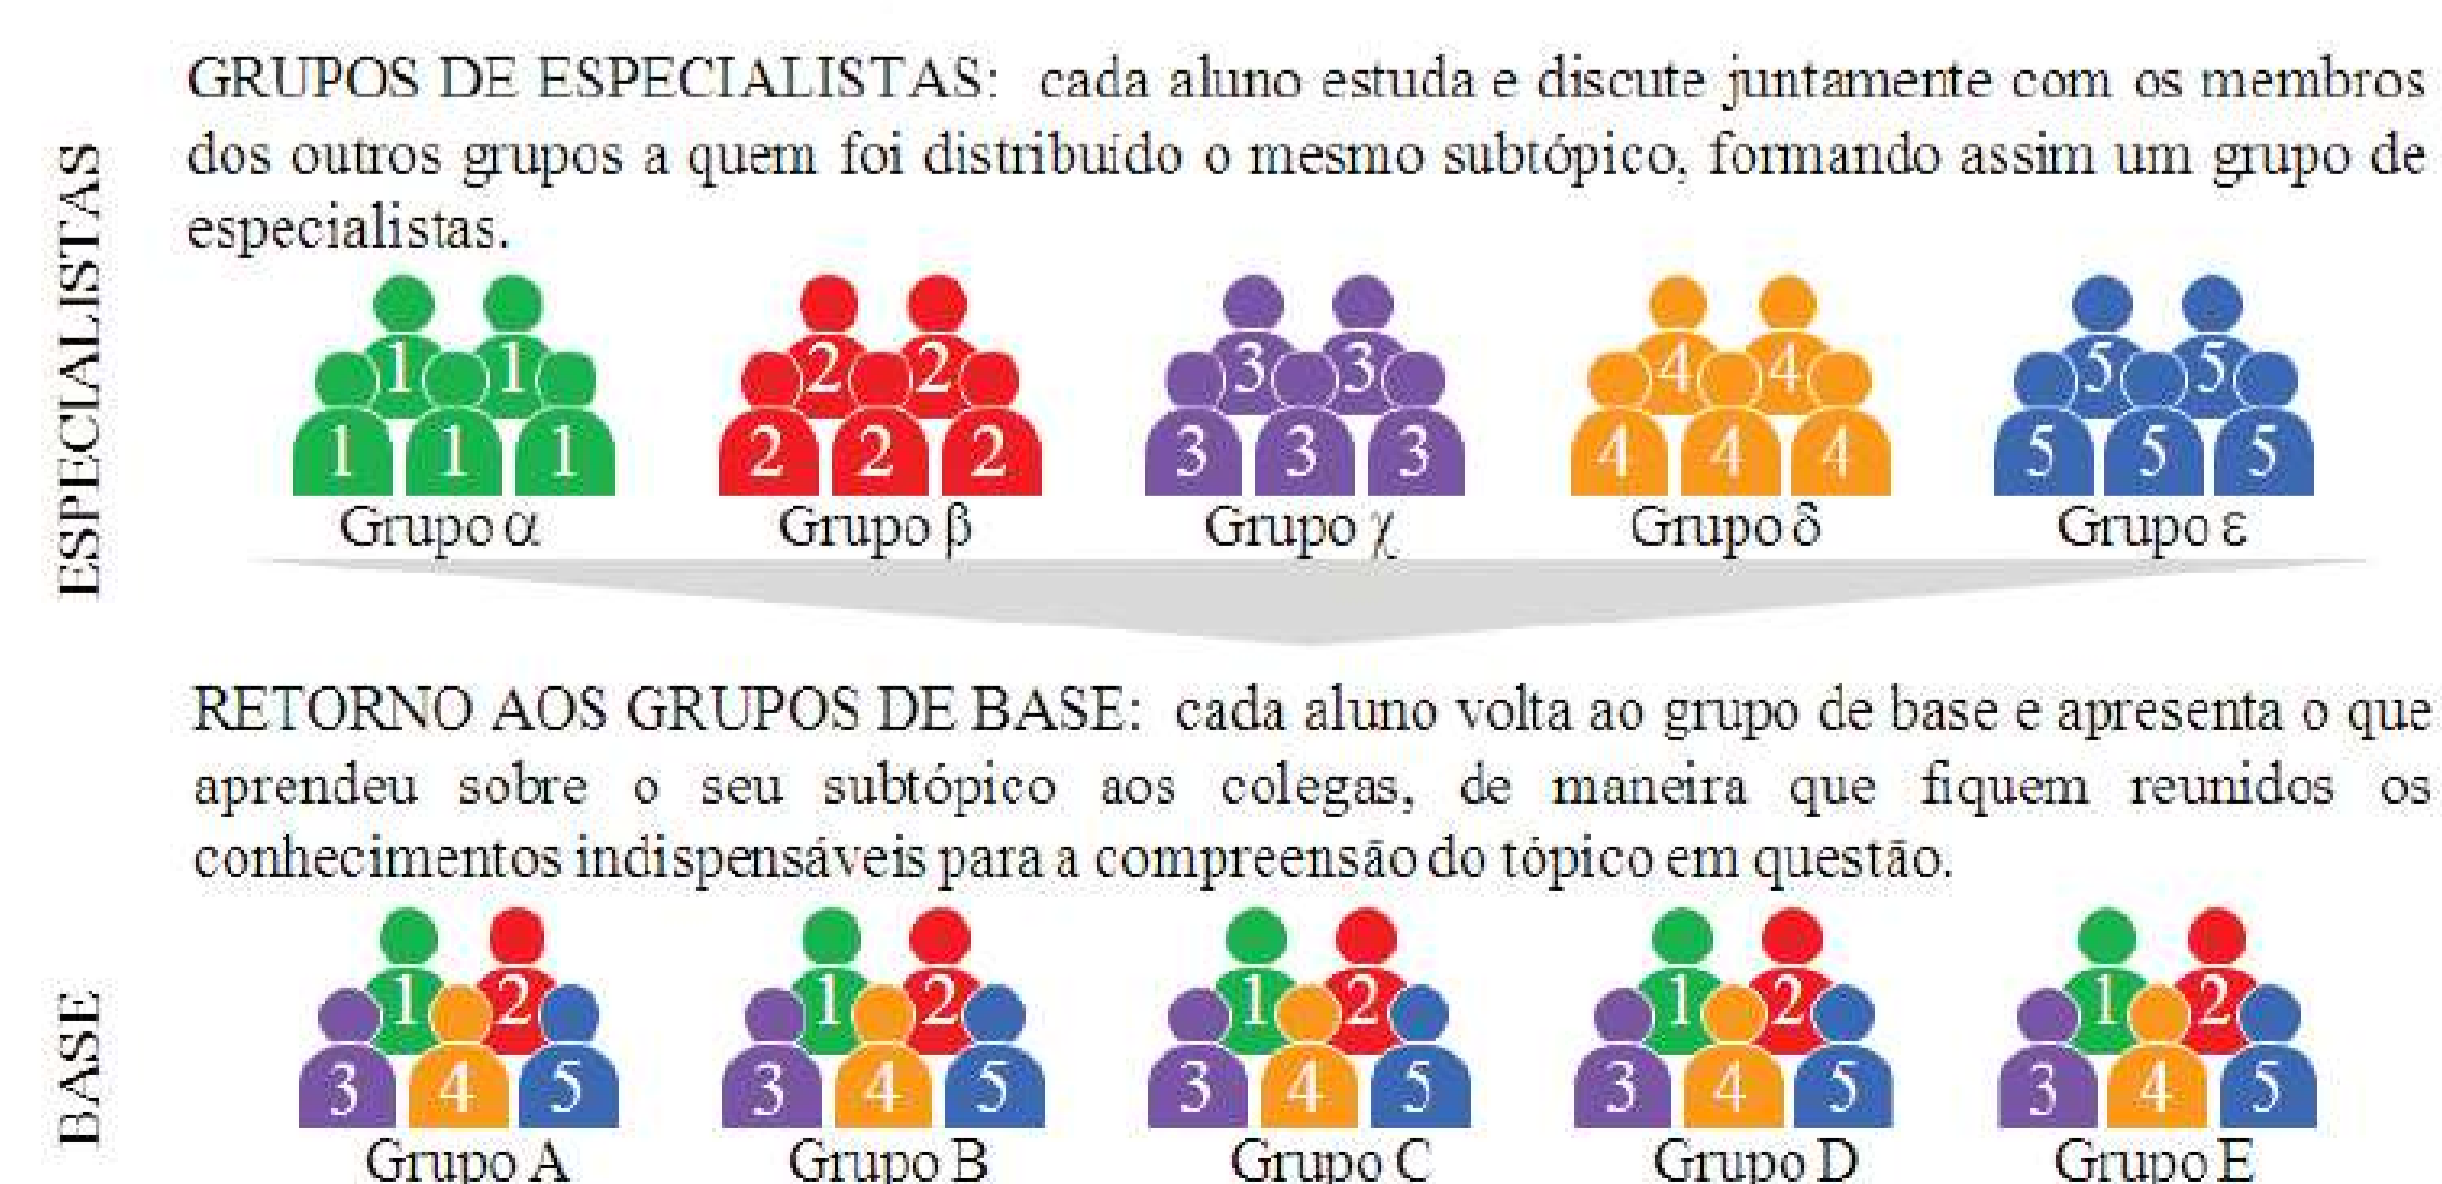 GRUPOS DE ESPECIALISTAS: cada aluno estuda e discute juntamente com os membros
dos outros grupos a quem foi distribuído o mesmo subtópico, formando assim um grupo de
especialistas.
ESPECIALISTAS
1 1 2 2 3 3 4 4 5 5
1 1 1 2 2 2 3 3 3 4 4 4 5 5 5
Grupo α Grupo β Grupo χ Grupo δ Grupo ε
RETORNO AOS GRUPOS DE BASE: cada aluno volta ao grupo de base e apresenta o que
aprendeu sobre o seu subtópico aos colegas, de maneira que fiquem reunidos os
conhecimentos indispensáveis para a compreensão do tópico em questão.
BASE
1 2 1 2 1 2 1 2 1 2
3 4 5 3 4 5 3 4 5 3 4 5 3 4 5
Grupo A Grupo B Grupo C Grupo D Grupo E